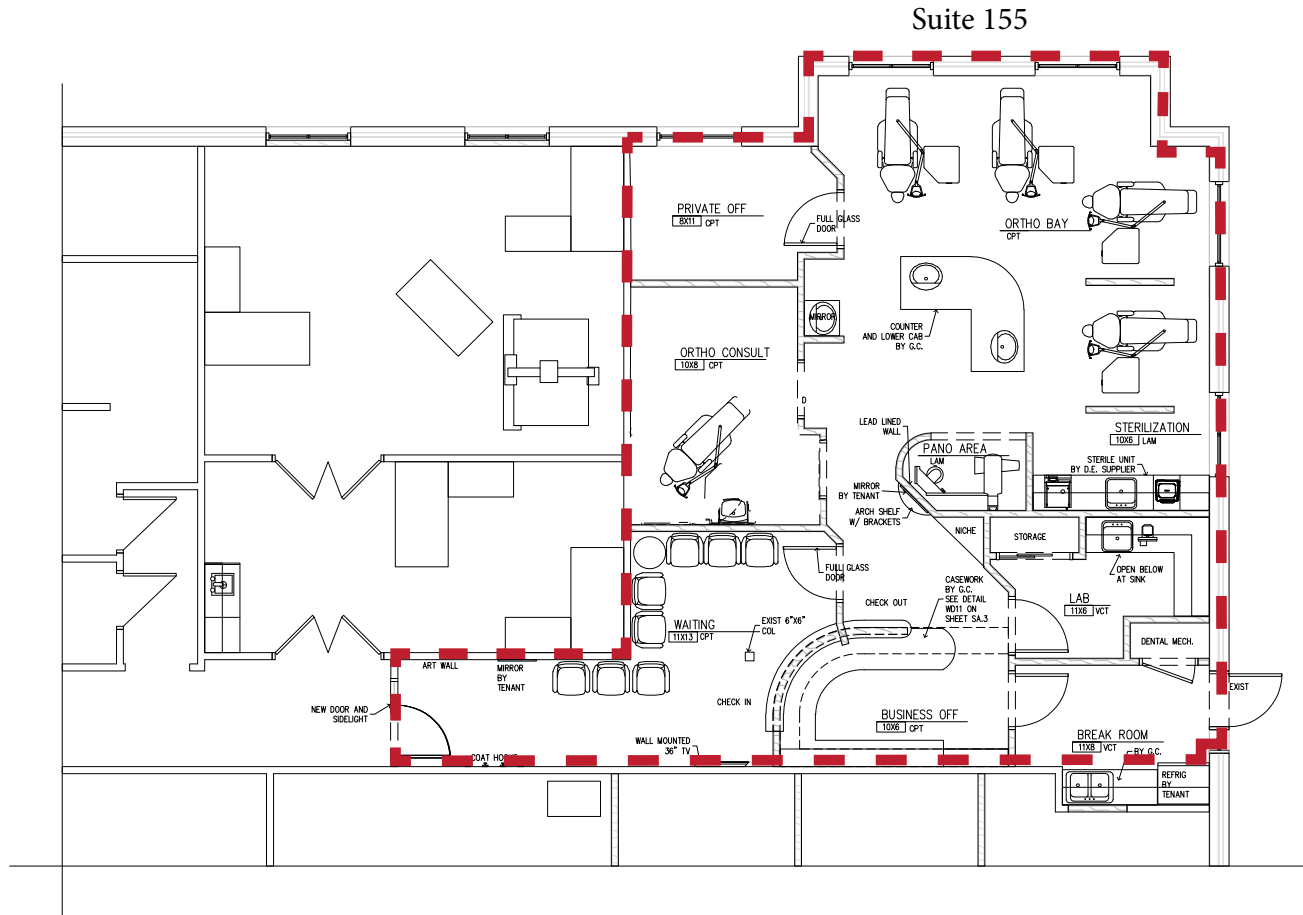 Suite 155
PRIVATE OFF
8X11 CPT
FULL GLASS
DOOR
ORTHO BAY
CPT
MIRROR
COUNTER
AND LOWER CAB
BY G.C.
ORTHO CONSULT
10X8 CPT
D
LEAD LINED
WALL
STERILIZATION
10X6 LAM
PANO AREA
LAM
STERILE UNIT
BY D.E. SUPPLIER
MIRROR
BY TENANT
ARCH SHELF
W/ BRACKETS
NICHE
STORAGE
OPEN BELOW
AT SINK
FULL GLASS
DOOR
CASEWORK
BY G.C.
SEE DETAIL
WD11 ON
SHEET SA.3
CHECK OUT
LAB
11X6 VCT
WAITING
11X13 CPT
EXIST 6"X6"
COL
DENTAL MECH.
ART WALL
MIRROR
BY
TENANT
EXIST
NEW DOOR AND
SIDELIGHT
CHECK IN
BUSINESS OFF
10X6 CPT
BREAK ROOM
11X8 VCT
WALL MOUNTED
36" TV
COAT HOOKS
BY G.C.
REFRIG
BY
TENANT